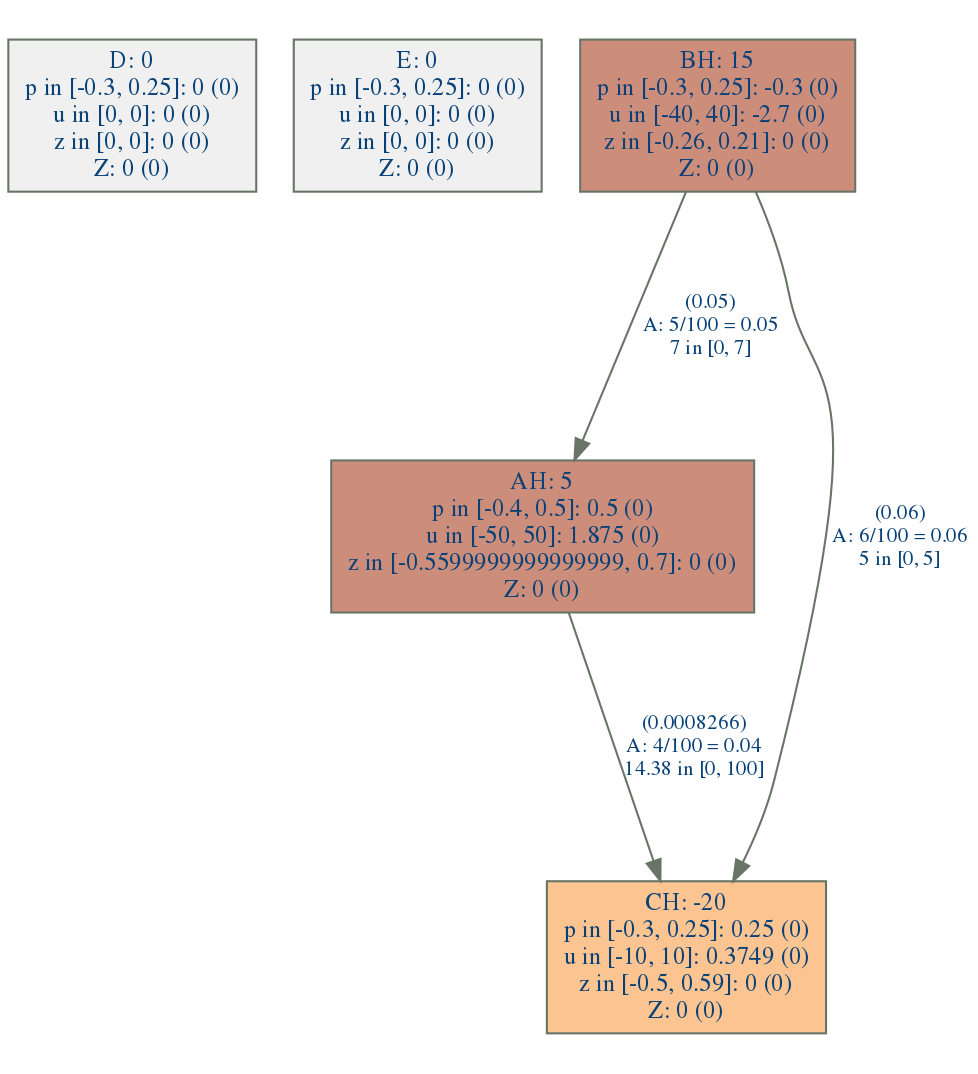 D: 0
p in [-0.3, 0.25]: 0 (0)
u in [0, 0]: 0 (0)
z in [0, 0]: 0 (0)
Z: 0 (0)
E: 0
p in [-0.3, 0.25]: 0 (0)
u in [0, 0]: 0 (0)
z in [0, 0]: 0 (0)
Z: 0 (0)
BH: 15
p in [-0.3, 0.25]: -0.3 (0)
u in [-40, 40]: -2.7 (0)
z in [-0.26, 0.21]: 0 (0)
Z: 0 (0)
(0.05)
A: 5/100 = 0.05
7 in [0, 7]
AH: 5
p in [-0.4, 0.5]: 0.5 (0)
u in [-50, 50]: 1.875 (0)
z in [-0.5599999999999999, 0.7]: 0 (0)
Z: 0 (0)
(0.06)
A: 6/100 = 0.06
5 in [0, 5]
(0.0008266)
A: 4/100 = 0.04
14.38 in [0, 100]
CH: -20
p in [-0.3, 0.25]: 0.25 (0)
u in [-10, 10]: 0.3749 (0)
z in [-0.5, 0.59]: 0 (0)
Z: 0 (0)